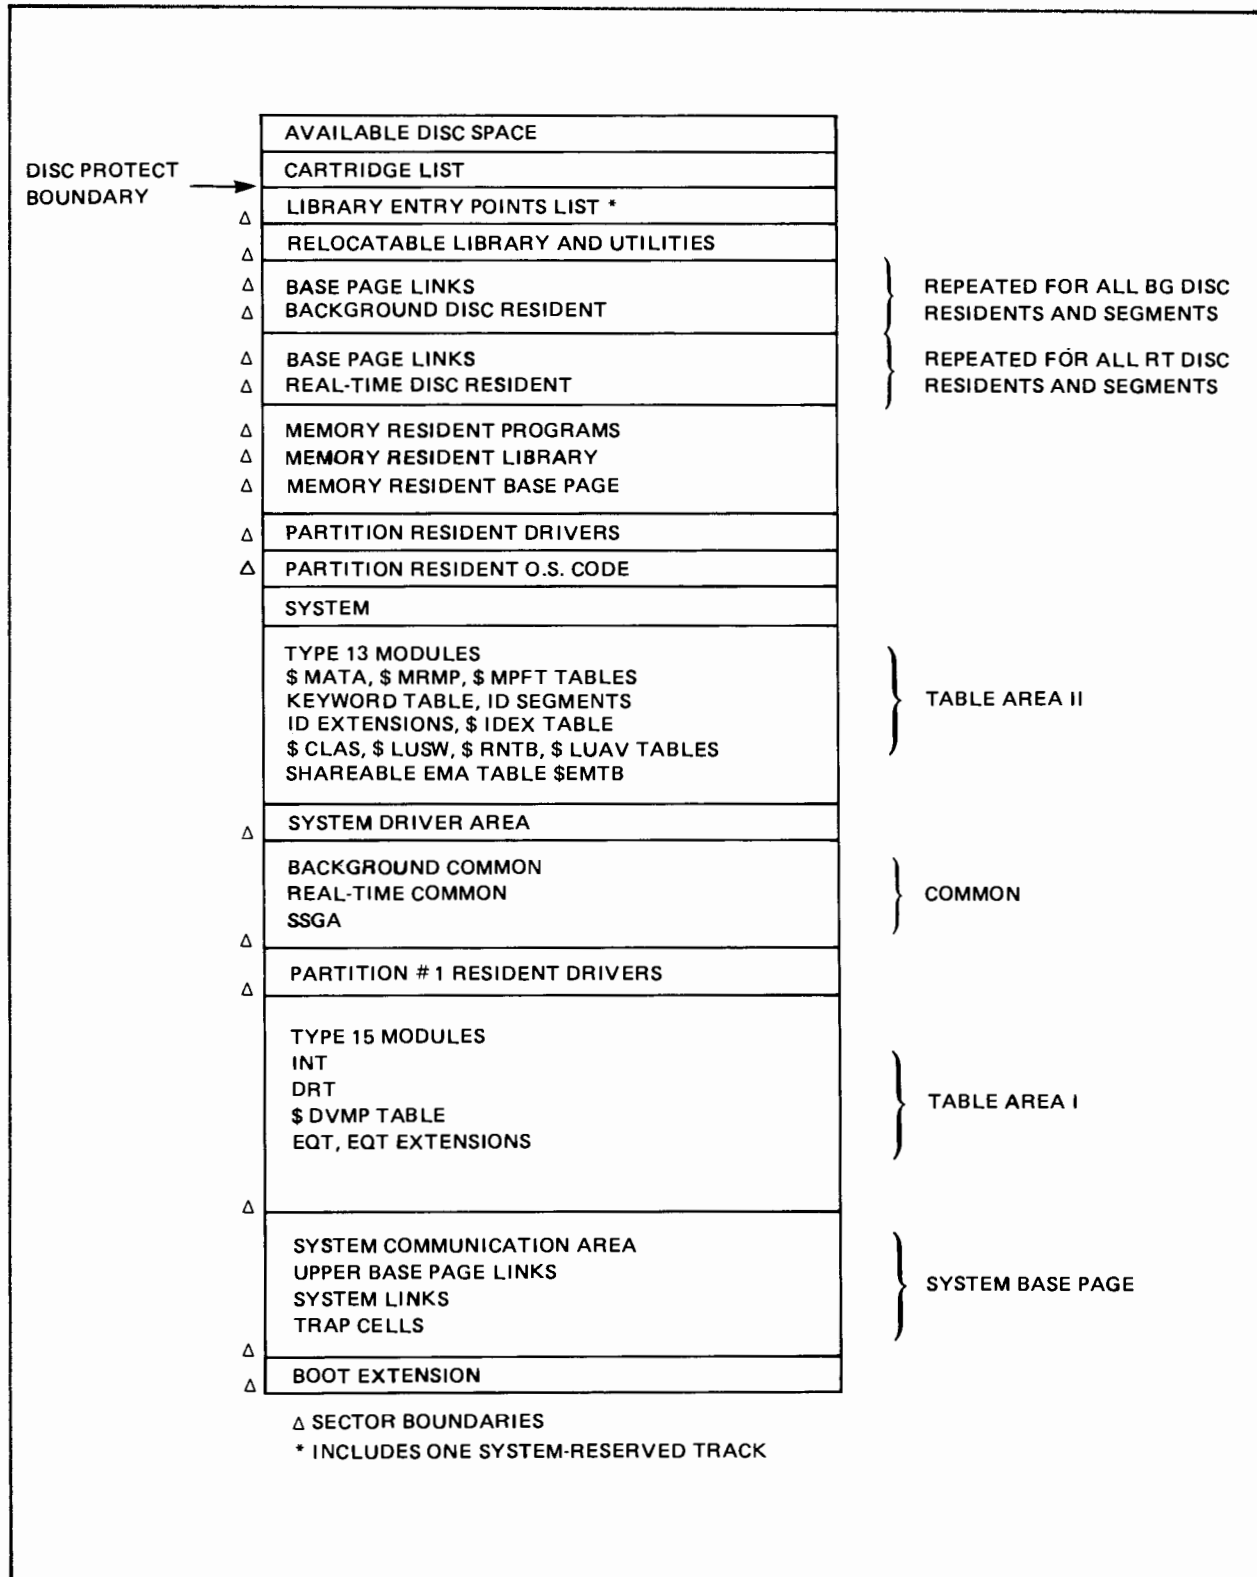 AVAILABLE DISC SPACE
DISC PROTECT
BOUNDARY
CARTRIDGE LIST
LIBRARY ENTRY POINTS LIST *
Δ
RELOCATABLE LIBRARY AND UTILITIES
Δ
Δ BASE PAGE LINKS
Δ BACKGROUND DISC RESIDENT
REPEATED FOR ALL BG DISC
RESIDENTS AND SEGMENTS
Δ BASE PAGE LINKS
Δ REAL-TIME DISC RESIDENT
REPEATED FOR ALL RT DISC
RESIDENTS AND SEGMENTS
Δ MEMORY RESIDENT PROGRAMS
Δ MEMORY RESIDENT LIBRARY
Δ MEMORY RESIDENT BASE PAGE
Δ PARTITION RESIDENT DRIVERS
Δ PARTITION RESIDENT O.S. CODE
SYSTEM
TYPE 13 MODULES
$ MATA, $ MRMP, $ MPFT TABLES
KEYWORD TABLE, ID SEGMENTS
ID EXTENSIONS, $ IDEX TABLE
$ CLAS, $ LUSW, $ RNTB, $ LUAV TABLES
SHAREABLE EMA TABLE $EMTB
TABLE AREA II
Δ SYSTEM DRIVER AREA
BACKGROUND COMMON
REAL-TIME COMMON
SSGA
COMMON
Δ
PARTITION #1 RESIDENT DRIVERS
Δ
TYPE 15 MODULES
INT
DRT
$ DVMP TABLE
EQT, EQT EXTENSIONS
TABLE AREA I
Δ
SYSTEM COMMUNICATION AREA
UPPER BASE PAGE LINKS
SYSTEM LINKS
TRAP CELLS
SYSTEM BASE PAGE
Δ
Δ BOOT EXTENSION
Δ SECTOR BOUNDARIES
* INCLUDES ONE SYSTEM-RESERVED TRACK